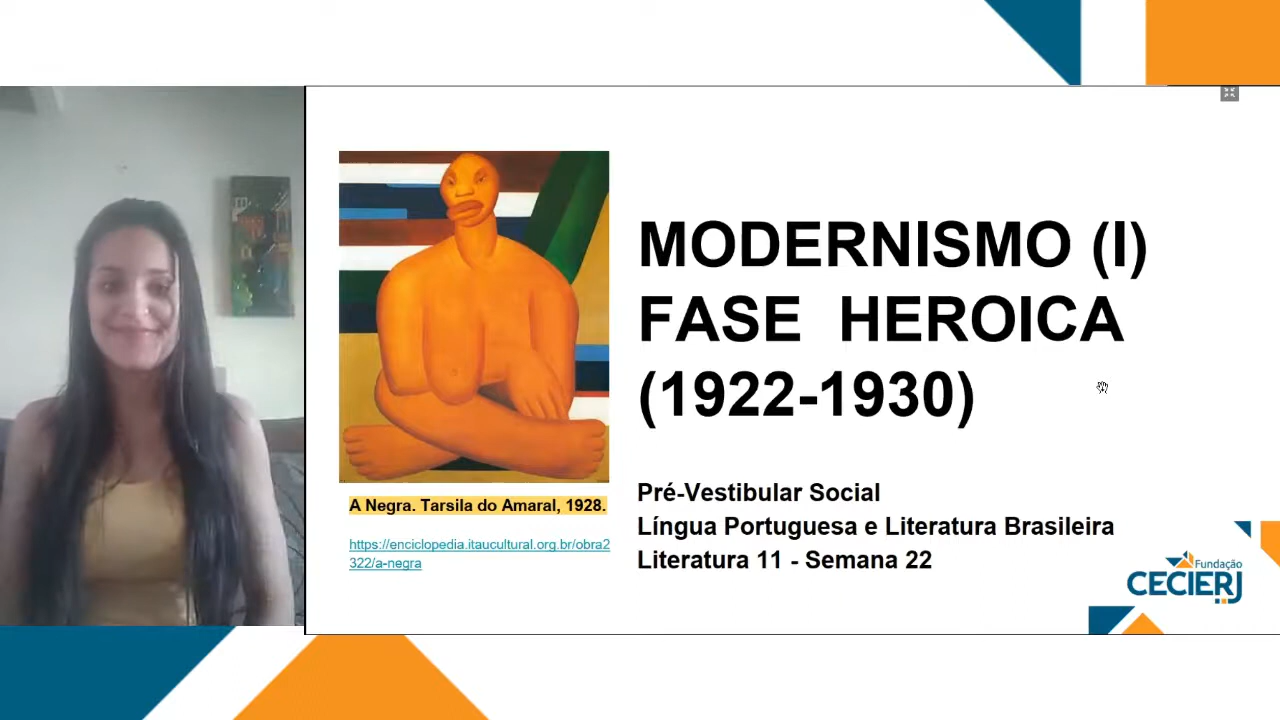 MODERNISMO (I)
FASE HEROICA
(1922-1930)
A Negra. Tarsila do Amaral, 1928.
https://enciclopedia.itaucultural.org.br/obra2
322/a-negra
Pré-Vestibular Social
Língua Portuguesa e Literatura Brasileira
Literatura 11 - Semana 22
Fundação
CECIERJ